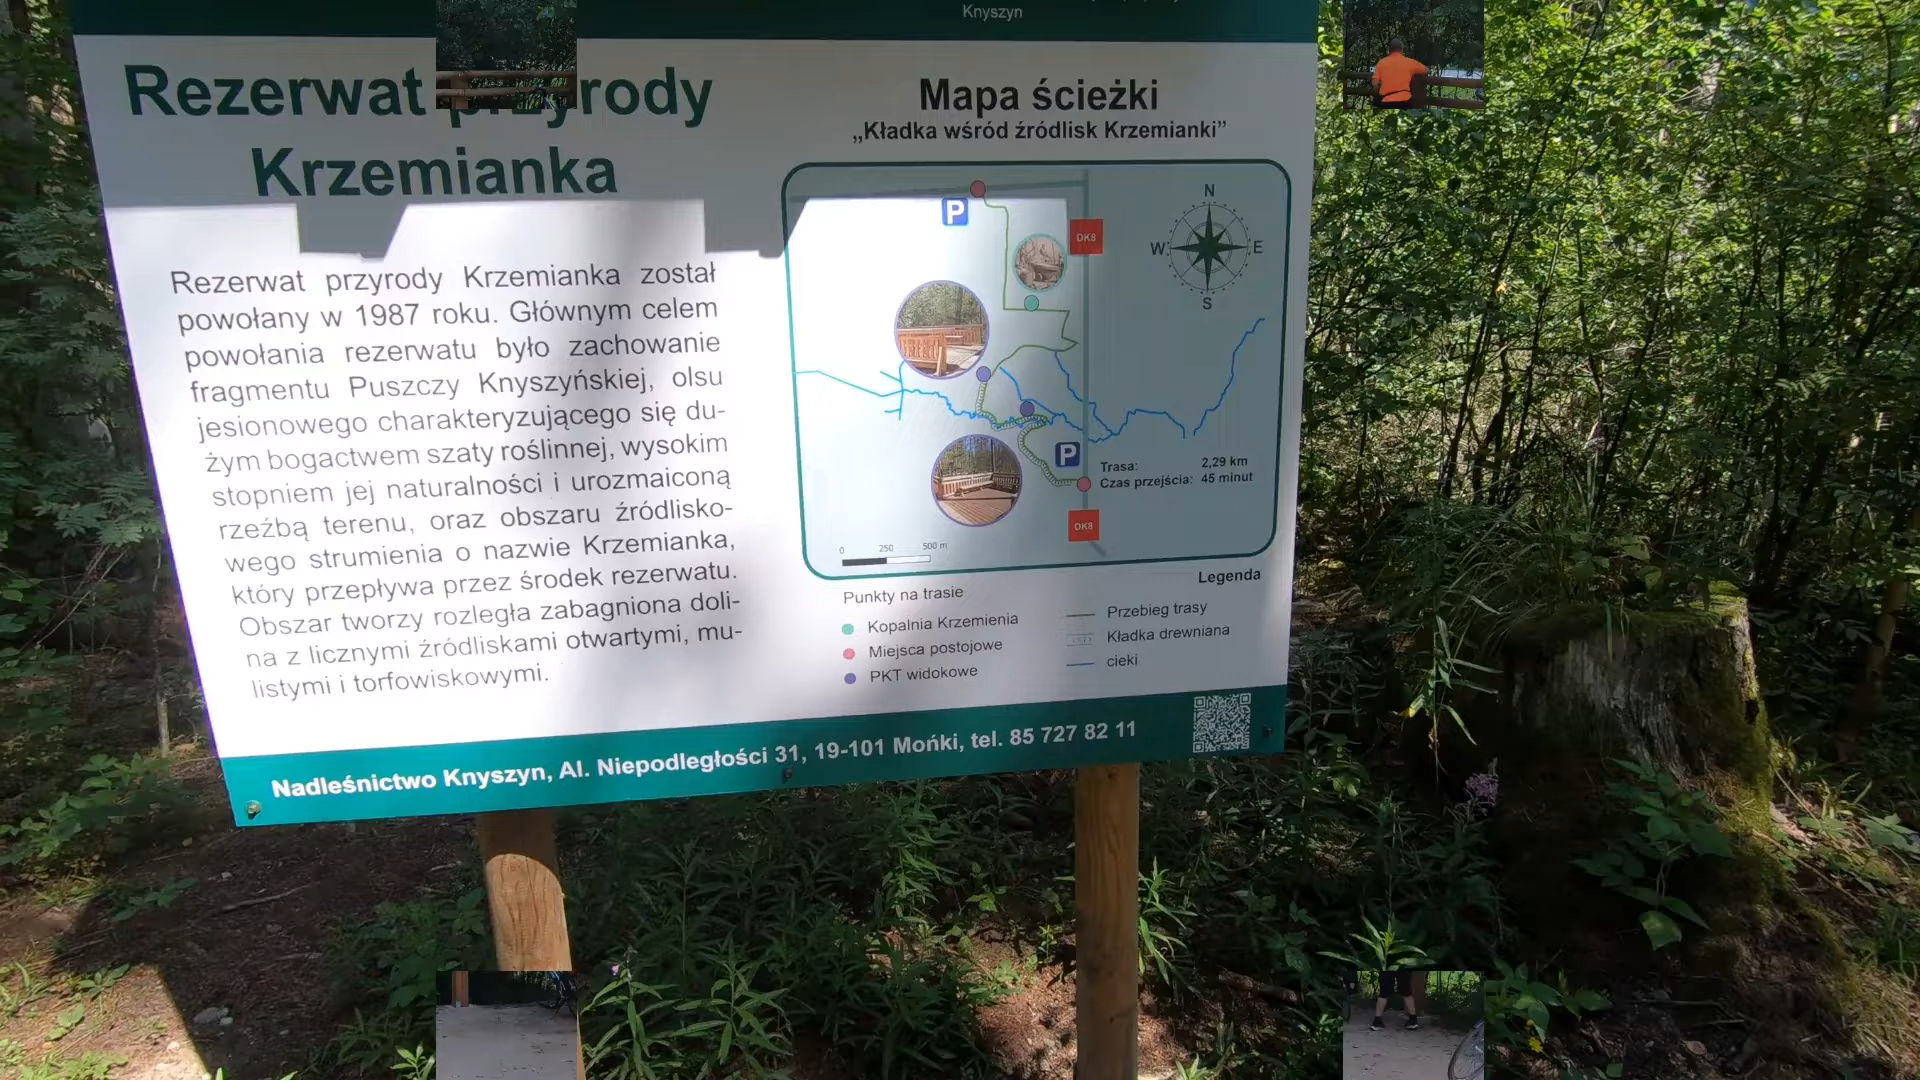 Knyszyn
Rezerwat przyrody
Krzemianka
Rezerwat przyrody Krzemianka został
powołany w 1987 roku. Głównym celem
powołania rezerwatu było zachowanie
fragmentu Puszczy Knyszyńskiej, olsu
jesionowego charakteryzującego się du-
żym bogactwem szaty roślinnej, wysokim
stopniem jej naturalności i urozmaiconą
rzeźbą terenu, oraz obszaru źródlisko-
wego strumienia o nazwie Krzemianka,
który przepływa przez środek rezerwatu.
Obszar tworzy rozległa zabagniona doli-
na z licznymi źródliskami otwartymi, mu-
listymi i torfowiskowymi.
Mapa ścieżki
„Kładka wśród źródlisk Krzemianki”
P
DK8
N
W
E
S
P
Trasa: 2,29 km
Czas przejścia: 45 minut
DK8
0 250 500 m
Legenda
Punkty na trasie
Kopalnia Krzemienia
Miejsca postojowe
PKT widokowe
Przebieg trasy
Kładka drewniana
cieki
Nadleśnictwo Knyszyn, Al. Niepodległości 31, 19-101 Mońki, tel. 85 727 82 11